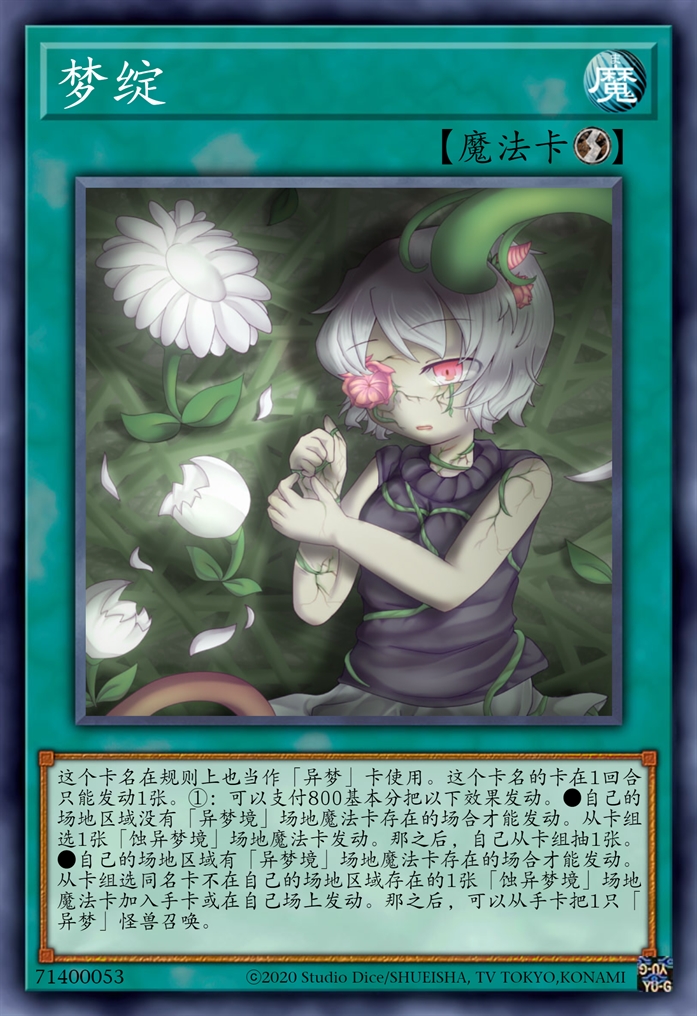 梦绽
魔
【魔法卡】
这个卡名在规则上也当作「异梦」卡使用。这个卡名的卡在1回合
只能发动1张。①：可以支付800基本分把以下效果发动。●自己的
场地区域没有「异梦境」场地魔法卡存在的场合才能发动。从卡组
选1张「蚀异梦境」场地魔法卡发动。那之后，自己从卡组抽1张。
●自己的场地区域有「异梦境」场地魔法卡存在的场合才能发动。
从卡组选同名卡不在自己的场地区域存在的1张「蚀异梦境」场地
魔法卡加入手卡或在自己场上发动。那之后，可以从手卡把1只「
异梦」怪兽召唤。
71400053
©2020 Studio Dice/SHUEISHA, TV TOKYO,KONAMI